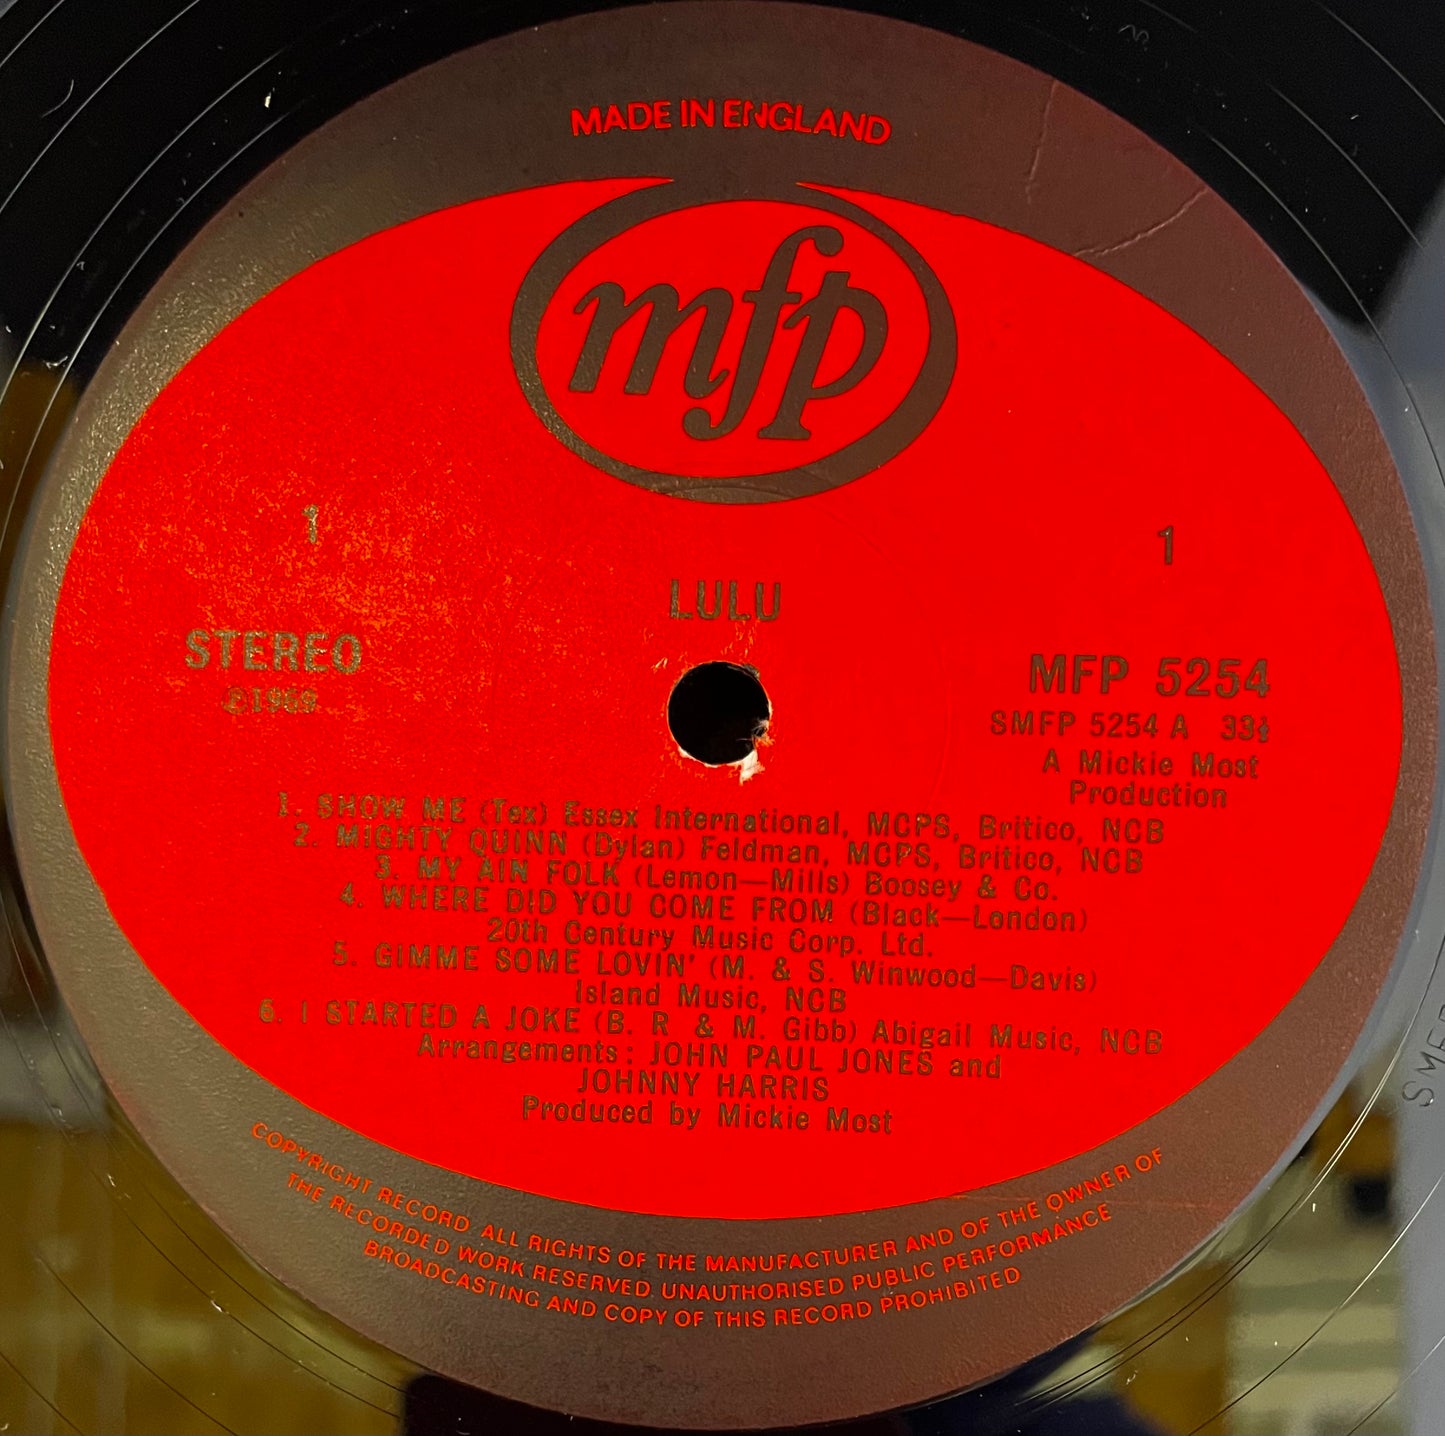 MADE IN ENGLAND
mfp
1
1
LULU
STEREO
℗1969
MFP 5254
SMFP 5254 A 33⅓
A Mickie Most
Production
1. SHOW ME (Tex) Essex International, MCPS, Britico, NCB
2. MIGHTY QUINN (Dylan) Feldman, MCPS, Britico, NCB
3. MY AIN FOLK (Lemon—Mills) Boosey & Co.
4. WHERE DID YOU COME FROM (Black—London)
20th Century Music Corp. Ltd.
5. GIMME SOME LOVIN' (M. & S. Winwood—Davis)
Island Music, NCB
6. I STARTED A JOKE (B. R & M. Gibb) Abigail Music, NCB
Arrangements: JOHN PAUL JONES and
JOHNNY HARRIS
Produced by Mickie Most
COPYRIGHT RECORD. ALL RIGHTS OF THE MANUFACTURER AND OF THE OWNER OF
THE RECORDED WORK RESERVED. UNAUTHORISED PUBLIC PERFORMANCE
BROADCASTING AND COPY OF THIS RECORD PROHIBITED